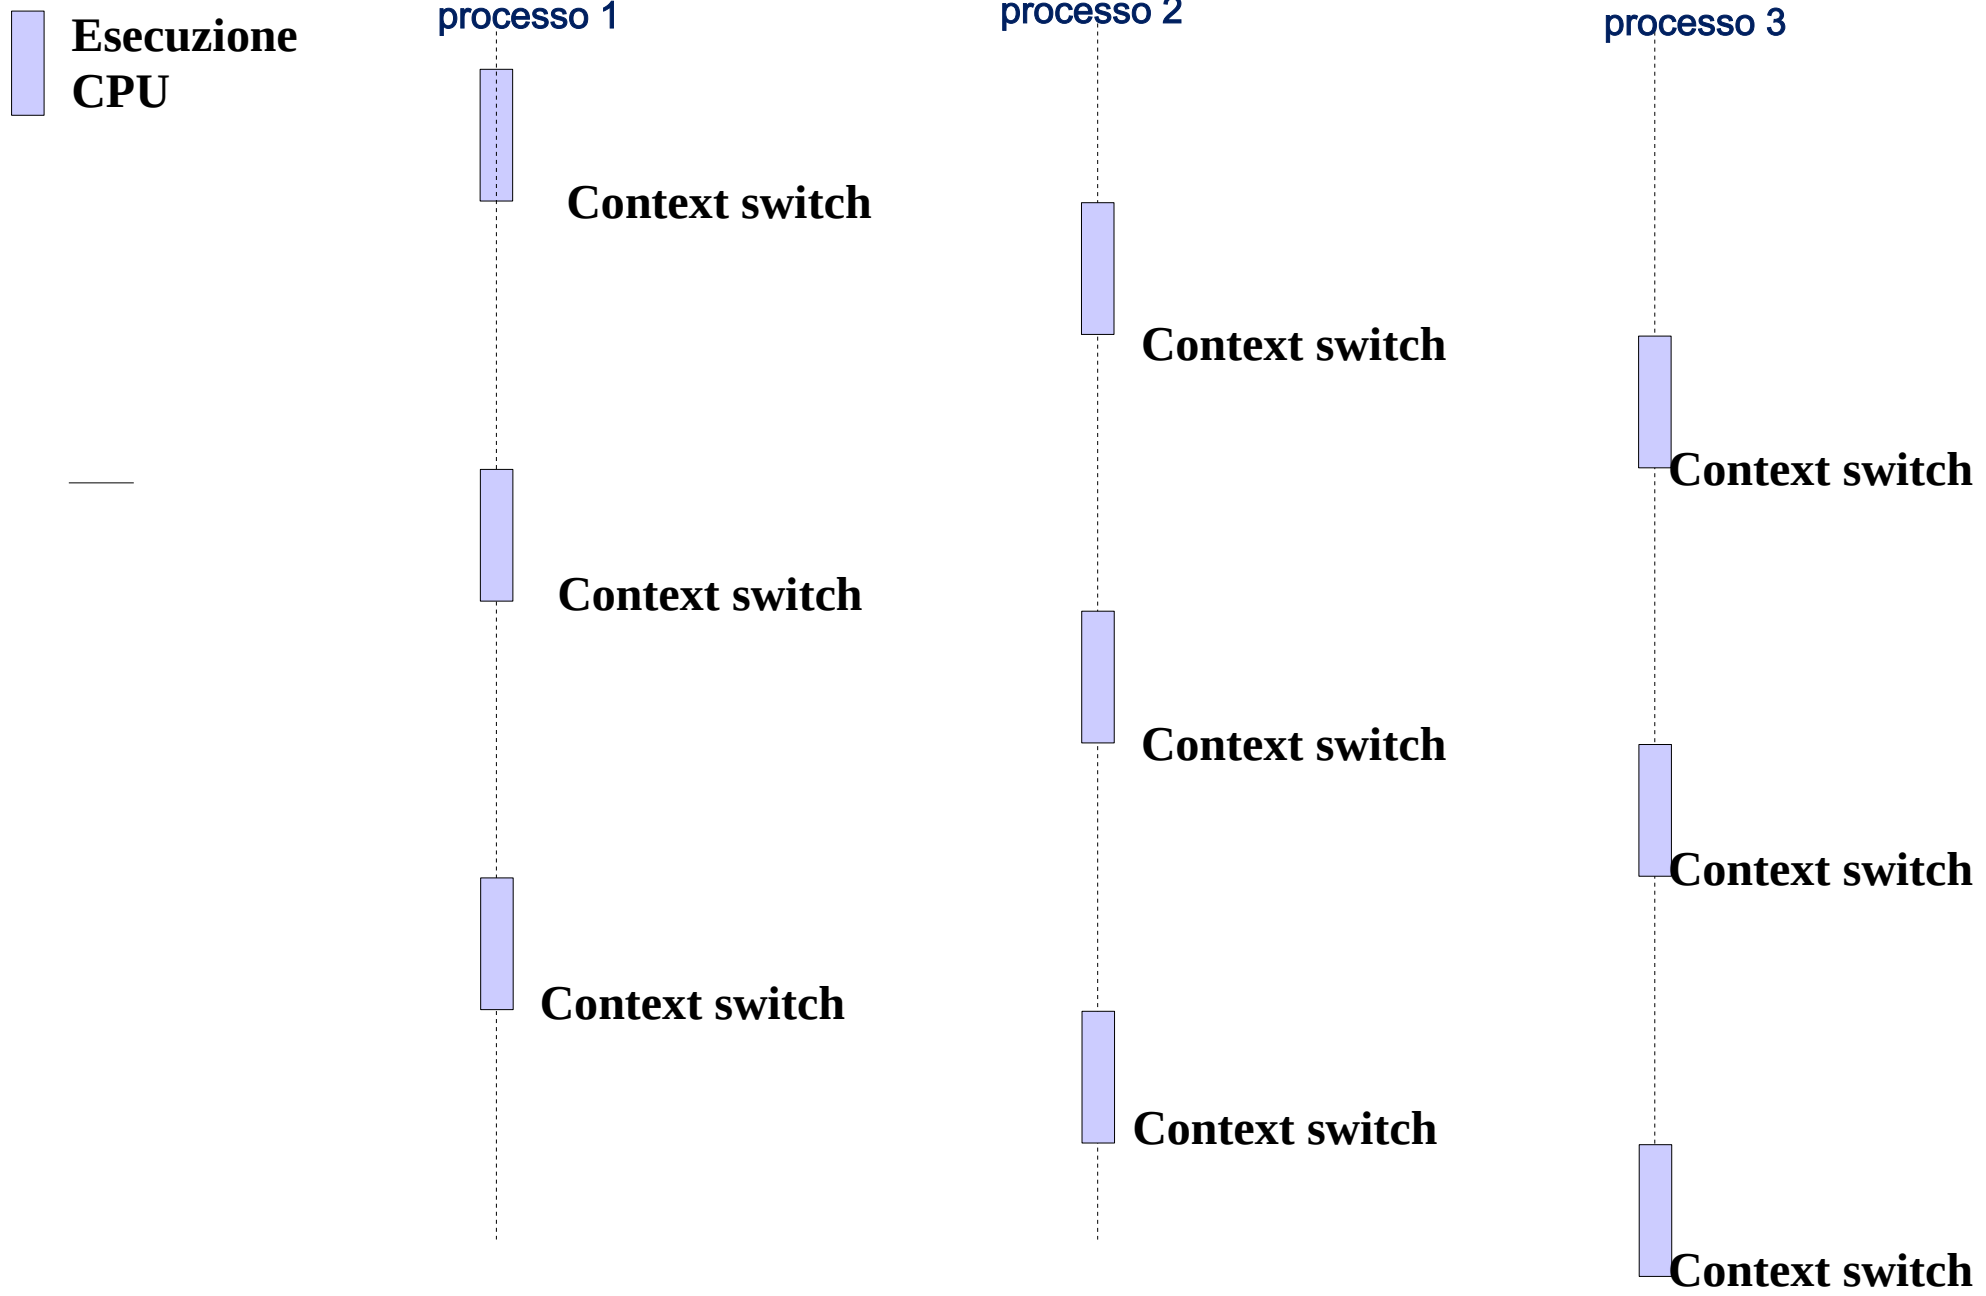 Esecuzione
CPU
processo 1
processo 2
processo 3
Context switch
Context switch
Context switch
Context switch
Context switch
Context switch
Context switch
Context switch
Context switch